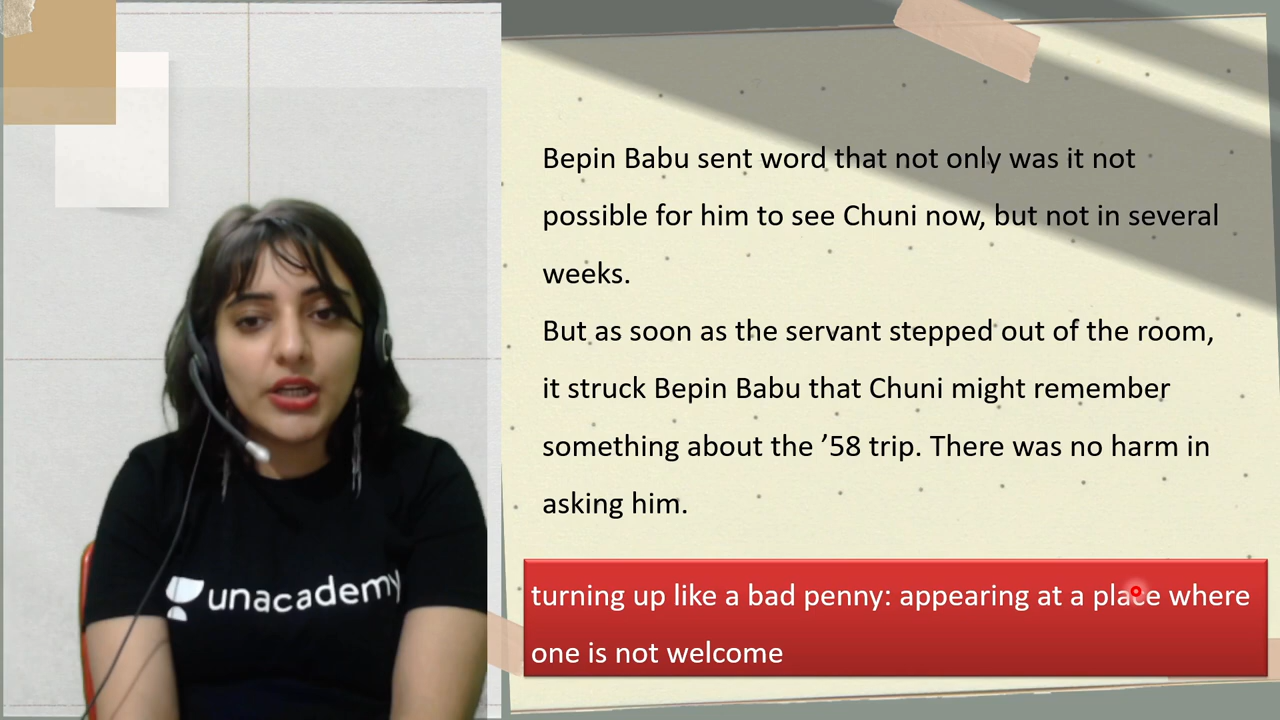 Bepin Babu sent word that not only was it not
possible for him to see Chuni now, but not in several
weeks.
But as soon as the servant stepped out of the room,
it struck Bepin Babu that Chuni might remember
something about the ’58 trip. There was no harm in
asking him.
turning up like a bad penny: appearing at a place where
one is not welcome
unacademy